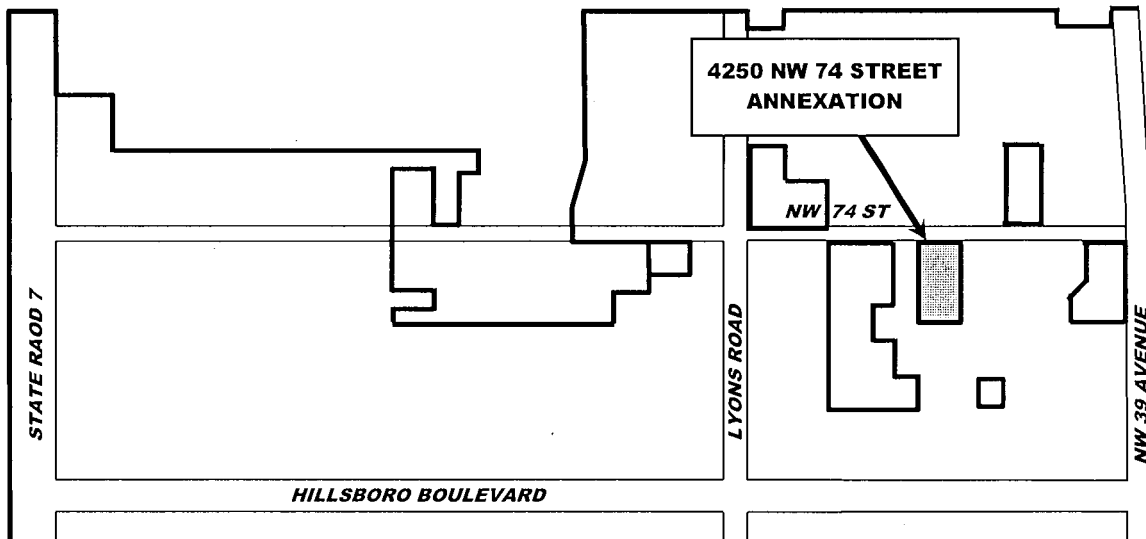 4250 NW 74 STREET
ANNEXATION
NW 74 ST
STATE RAOD 7
LYONS ROAD
NW 39 AVENUE
HILLSBORO BOULEVARD